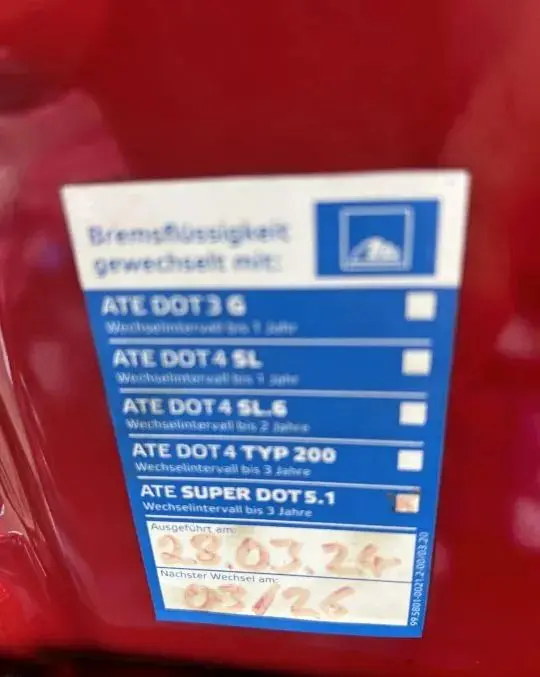 Bremsflüssigkeit
gewechselt mit:
ATE DOT 3 G
Wechselintervall bis 1 Jahr
ATE DOT 4 SL
Wechselintervall bis 1 Jahr
ATE DOT 4 SL.6
Wechselintervall bis 2 Jahre
ATE DOT 4 TYP 200
Wechselintervall bis 3 Jahre
ATE SUPER DOT 5.1
Wechselintervall bis 3 Jahre
Ausgeführt am:
28.03.24
Nächster Wechsel am:
03/26